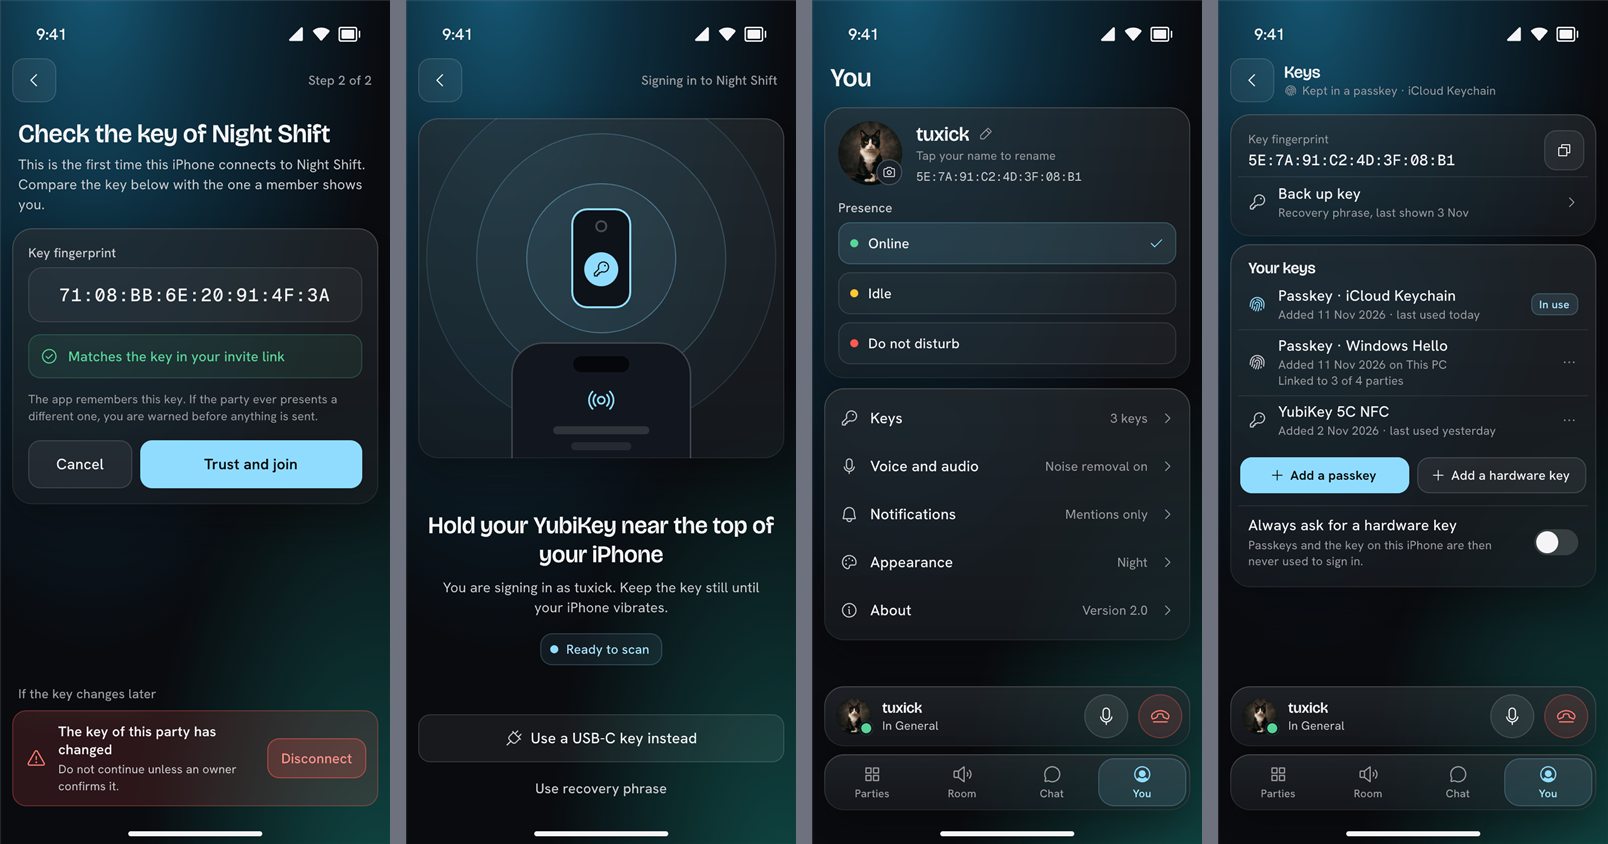 9:41
Step 2 of 2
Check the key of Night Shift
This is the first time this iPhone connects to Night Shift.
Compare the key below with the one a member shows
you.
Key fingerprint
71:08:BB:6E:20:91:4F:3A
Matches the key in your invite link
The app remembers this key. If the party ever presents a
different one, you are warned before anything is sent.
Cancel
Trust and join
If the key changes later
The key of this party has
changed
Do not continue unless an owner
confirms it.
Disconnect
9:41
Signing in to Night Shift
Hold your YubiKey near the top of
your iPhone
You are signing in as tuxick. Keep the key still until
your iPhone vibrates.
Ready to scan
Use a USB-C key instead
Use recovery phrase
9:41
You
tuxick
Tap your name to rename
5E:7A:91:C2:4D:3F:08:B1
Presence
Online
Idle
Do not disturb
Keys
3 keys
Voice and audio
Noise removal on
Notifications
Mentions only
Appearance
Night
About
Version 2.0
tuxick
In General
Parties
Room
Chat
You
9:41
Keys
Kept in a passkey · iCloud Keychain
Key fingerprint
5E:7A:91:C2:4D:3F:08:B1
Back up key
Recovery phrase, last shown 3 Nov
Your keys
Passkey · iCloud Keychain
Added 11 Nov 2026 · last used today
In use
Passkey · Windows Hello
Added 11 Nov 2026 on This PC
Linked to 3 of 4 parties
YubiKey 5C NFC
Added 2 Nov 2026 · last used yesterday
Add a passkey
Add a hardware key
Always ask for a hardware key
Passkeys and the key on this iPhone are then
never used to sign in.
tuxick
In General
Parties
Room
Chat
You